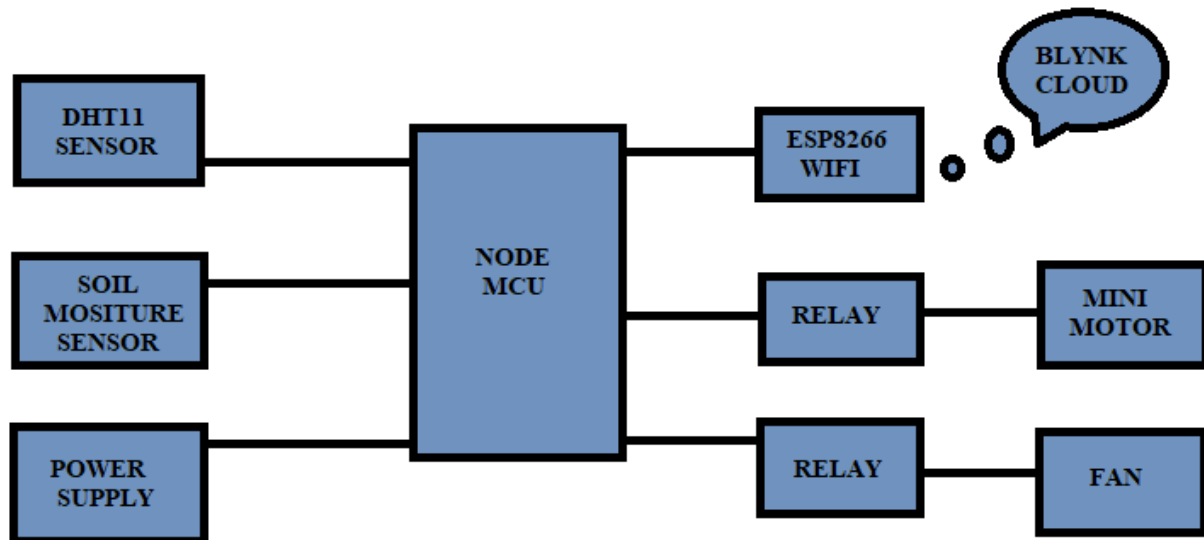 BLYNK
CLOUD
DHT11
SENSOR
ESP8266
WIFI
NODE
MCU
SOIL
MOSITURE
SENSOR
RELAY
MINI
MOTOR
POWER
SUPPLY
RELAY
FAN